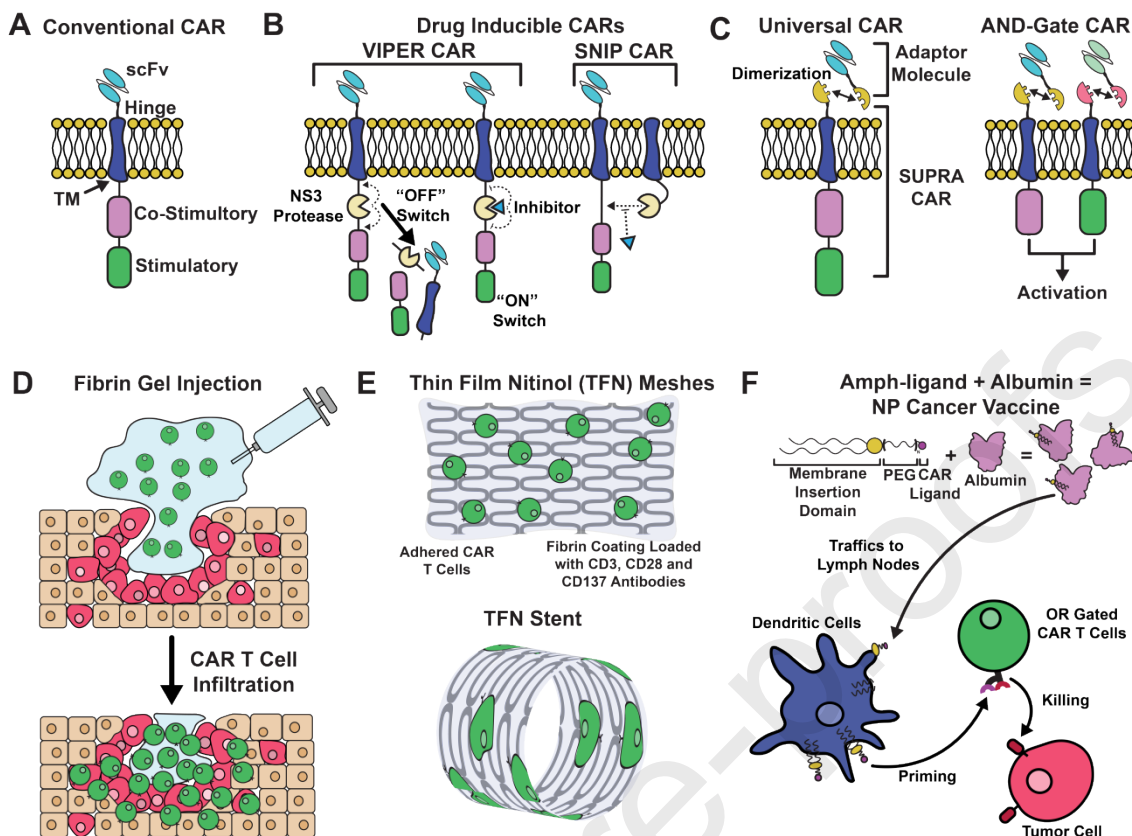 A
Conventional CAR
scFv
Hinge
TM
Co-Stimultory
Stimulatory
B
Drug Inducible CARs
VIPER CAR
SNIP CAR
NS3
Protease
"OFF"
Switch
Inhibitor
"ON"
Switch
C
Universal CAR
AND-Gate CAR
Adaptor
Molecule
Dimerization
SUPRA
CAR
Activation
D
Fibrin Gel Injection
CAR T Cell
Infiltration
E
Thin Film Nitinol (TFN) Meshes
Adhered CAR
T Cells
Fibrin Coating Loaded
with CD3, CD28 and
CD137 Antibodies
TFN Stent
F
Amph-ligand + Albumin =
NP Cancer Vaccine
+
=
Membrane
Insertion
Domain
PEG
CAR
Ligand
Albumin
Traffics to
Lymph Nodes
Dendritic Cells
OR Gated
CAR T Cells
Killing
Priming
Tumor Cell
re-proofs